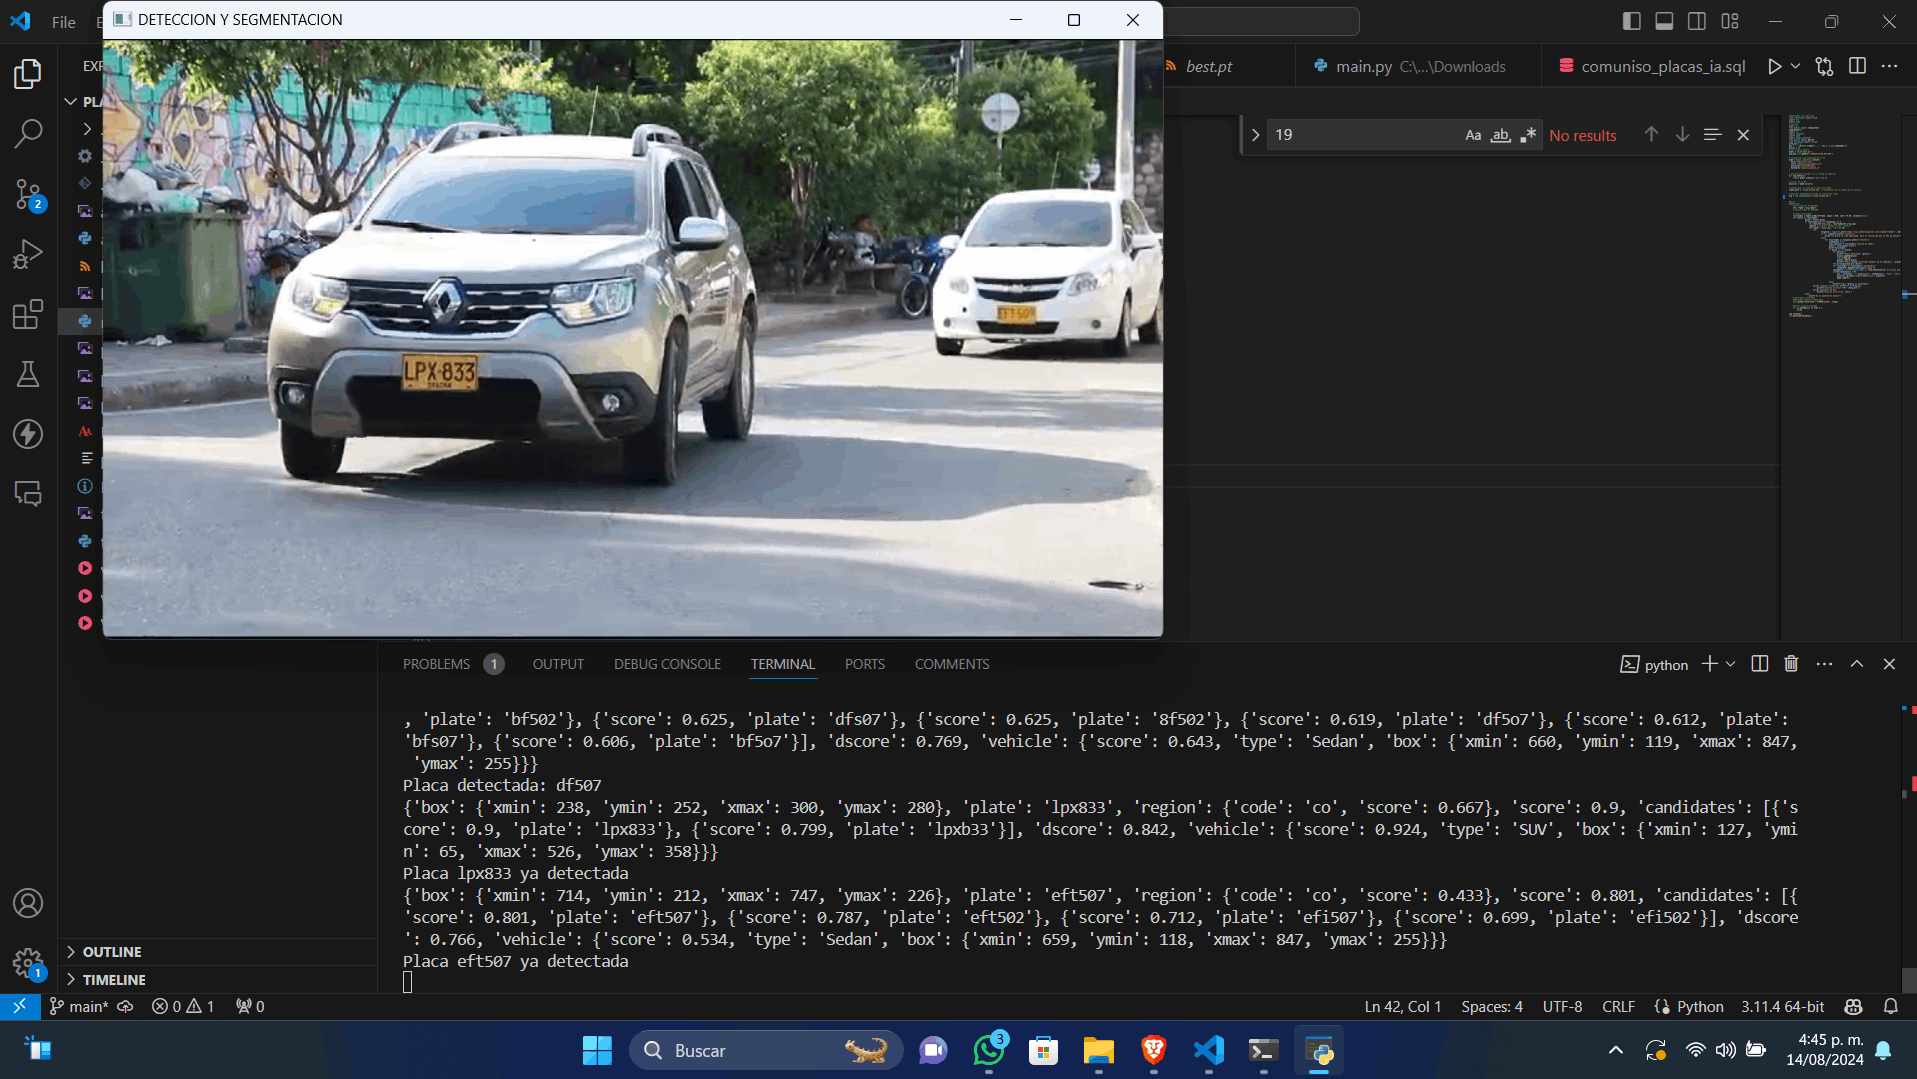 File
DETECCION Y SEGMENTACION
best.pt
main.py C:\...\Downloads
comuniso_placas_ia.sql
19
Aa
ab
No results
2
LPX-833
PROBLEMS 1 OUTPUT DEBUG CONSOLE TERMINAL PORTS COMMENTS
python
, 'plate': 'bf502'}, {'score': 0.625, 'plate': 'dfs07'}, {'score': 0.625, 'plate': '8f502'}, {'score': 0.619, 'plate': 'df5o7'}, {'score': 0.612, 'plate':
'bfs07'}, {'score': 0.606, 'plate': 'bf5o7'}], 'dscore': 0.769, 'vehicle': {'score': 0.643, 'type': 'Sedan', 'box': {'xmin': 660, 'ymin': 119, 'xmax': 847,
'ymax': 255}}}
Placa detectada: df507
{'box': {'xmin': 238, 'ymin': 252, 'xmax': 300, 'ymax': 280}, 'plate': 'lpx833', 'region': {'code': 'co', 'score': 0.667}, 'score': 0.9, 'candidates': [{'s
core': 0.9, 'plate': 'lpx833'}, {'score': 0.799, 'plate': 'lpxb33'}], 'dscore': 0.842, 'vehicle': {'score': 0.924, 'type': 'SUV', 'box': {'xmin': 127, 'ymi
n': 65, 'xmax': 526, 'ymax': 358}}}
Placa lpx833 ya detectada
{'box': {'xmin': 714, 'ymin': 212, 'xmax': 747, 'ymax': 226}, 'plate': 'eft507', 'region': {'code': 'co', 'score': 0.433}, 'score': 0.801, 'candidates': [{
'score': 0.801, 'plate': 'eft507'}, {'score': 0.787, 'plate': 'eft502'}, {'score': 0.712, 'plate': 'efi507'}, {'score': 0.699, 'plate': 'efi502'}], 'dscore
': 0.766, 'vehicle': {'score': 0.534, 'type': 'Sedan', 'box': {'xmin': 659, 'ymin': 118, 'xmax': 847, 'ymax': 255}}}
Placa eft507 ya detectada
OUTLINE
TIMELINE
1
main* 0 1 0
Ln 42, Col 1 Spaces: 4 UTF-8 CRLF Python 3.11.4 64-bit
Buscar
3
4:45 p. m.
14/08/2024